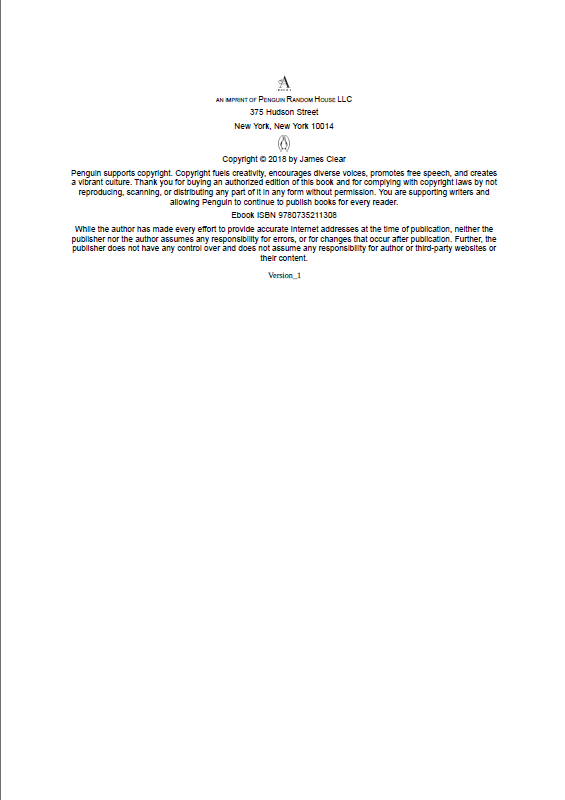 AN IMPRINT OF PENGUIN RANDOM HOUSE LLC
375 Hudson Street
New York, New York 10014
Copyright © 2018 by James Clear
Penguin supports copyright. Copyright fuels creativity, encourages diverse voices, promotes free speech, and creates
a vibrant culture. Thank you for buying an authorized edition of this book and for complying with copyright laws by not
reproducing, scanning, or distributing any part of it in any form without permission. You are supporting writers and
allowing Penguin to continue to publish books for every reader.
Ebook ISBN 9780735211308
While the author has made every effort to provide accurate Internet addresses at the time of publication, neither the
publisher nor the author assumes any responsibility for errors, or for changes that occur after publication. Further, the
publisher does not have any control over and does not assume any responsibility for author or third-party websites or
their content.
Version_1